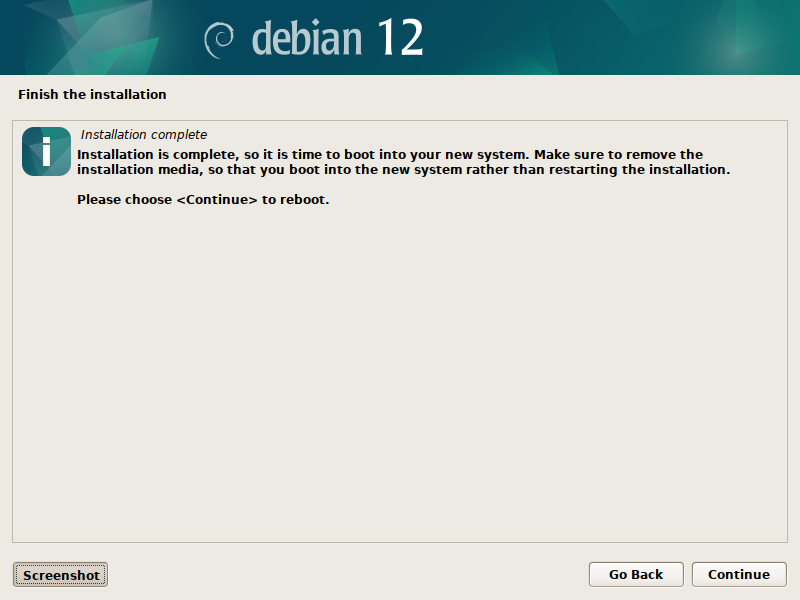 debian 12
Finish the installation
Installation complete
Installation is complete, so it is time to boot into your new system. Make sure to remove the
installation media, so that you boot into the new system rather than restarting the installation.
Please choose <Continue> to reboot.
Screenshot
Go Back
Continue